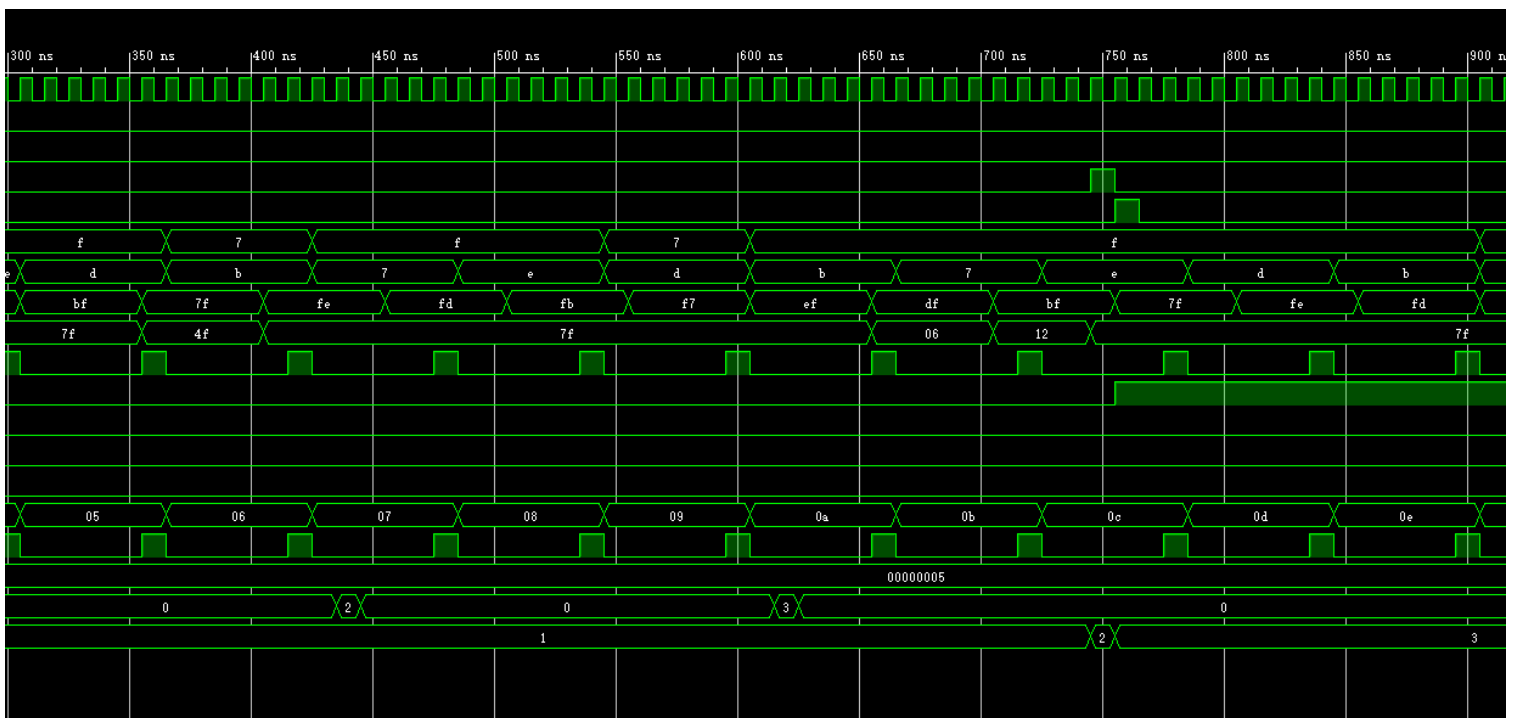 300 ns 350 ns 400 ns 450 ns 500 ns 550 ns 600 ns 650 ns 700 ns 750 ns 800 ns 850 ns 900 n
f 7 f 7 f
e d b 7 e d b 7 e d b
bf 7f fe fd fb f7 ef df bf 7f fe fd
7f 4f 7f 06 12 7f
05 06 07 08 09 0a 0b 0c 0d 0e
00000005
0 2 0 3 0
1 2 3